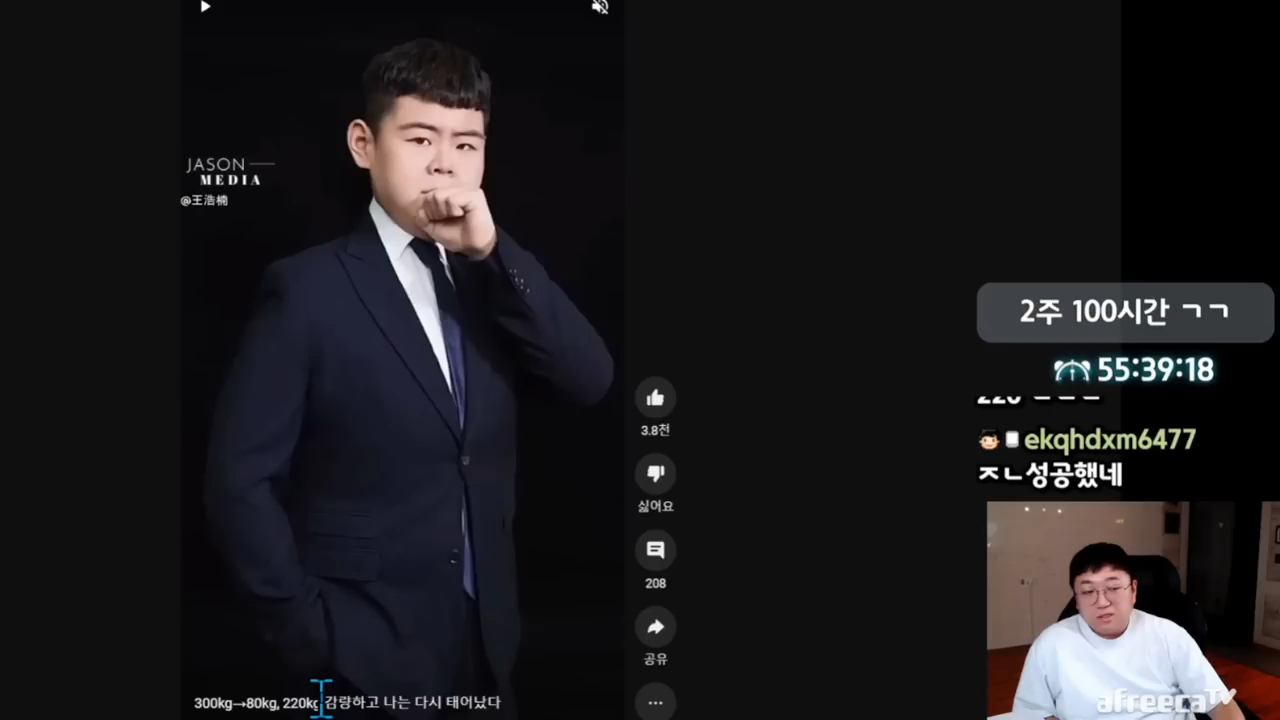 JASON
MEDIA
@王浩楠
3.8천
싫어요
208
공유
300kg→80kg, 220kg 감량하고 나는 다시 태어났다
2주 100시간 ㄱㄱ
55:39:18
ekqhdxm6477
ㅈㄴ성공했네
afreecaTV